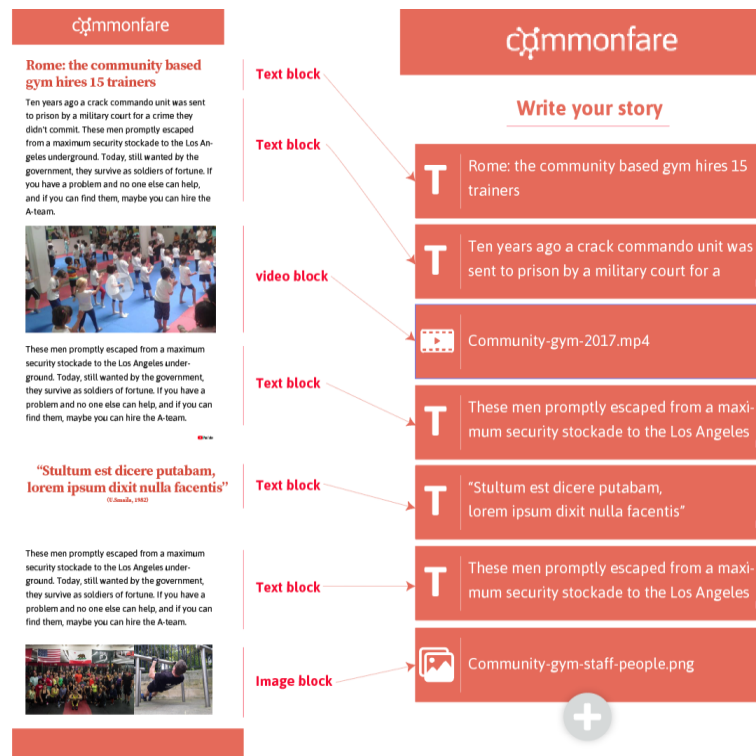 commonfare
Rome: the community based
gym hires 15 trainers
Ten years ago a crack commando unit was sent
to prison by a military court for a crime they
didn't commit. These men promptly escaped
from a maximum security stockade to the Los An-
geles underground. Today, still wanted by the
government, they survive as soldiers of fortune. If
you have a problem and no one else can help,
and if you can find them, maybe you can hire the
A-team.
These men promptly escaped from a maximum
security stockade to the Los Angeles under-
ground. Today, still wanted by the government,
they survive as soldiers of fortune. If you have a
problem and no one else can help, and if you can
find them, maybe you can hire the A-team.
“Stultum est dicere putabam,
lorem ipsum dixit nulla facentis”
These men promptly escaped from a maximum
security stockade to the Los Angeles under-
ground. Today, still wanted by the government,
they survive as soldiers of fortune. If you have a
problem and no one else can help, and if you can
find them, maybe you can hire the A-team.
Text block
Text block
video block
Text block
Text block
Text block
Image block
commonfare
Write your story
T Rome: the community based gym hires 15
trainers
T Ten years ago a crack commando unit was
sent to prison by a military court for a
Community-gym-2017.mp4
T These men promptly escaped from a maxi-
mum security stockade to the Los Angeles
T “Stultum est dicere putabam,
lorem ipsum dixit nulla facentis”
T These men promptly escaped from a maxi-
mum security stockade to the Los Angeles
Community-gym-staff-people.png